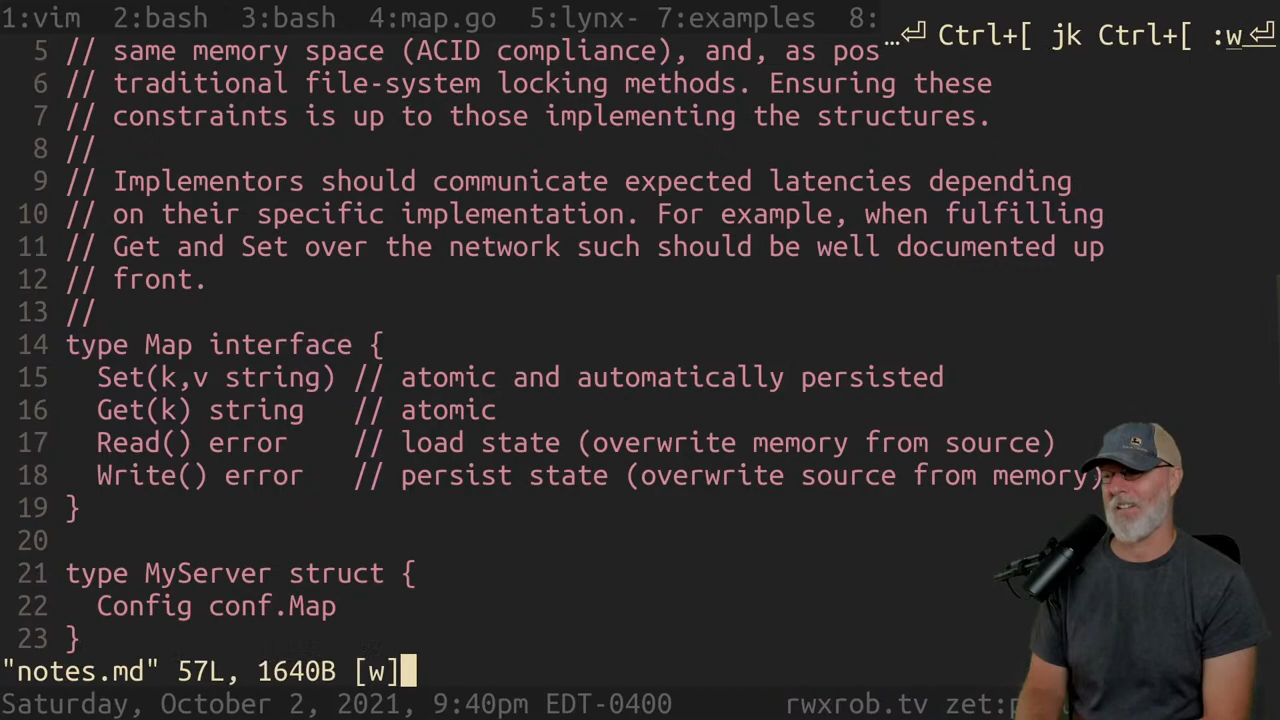 1:vim  2:bash  3:bash  4:map.go  5:lynx- 7:examples  8:
…⏎ Ctrl+[ jk Ctrl+[ :w⏎
5 // same memory space (ACID compliance), and, as pos
6 // traditional file-system locking methods. Ensuring these
7 // constraints is up to those implementing the structures.
8 //
9 // Implementors should communicate expected latencies depending
10 // on their specific implementation. For example, when fulfilling
11 // Get and Set over the network such should be well documented up
12 // front.
13 //
14 type Map interface {
15   Set(k,v string) // atomic and automatically persisted
16   Get(k) string   // atomic
17   Read() error    // load state (overwrite memory from source)
18   Write() error   // persist state (overwrite source from memory)
19 }
20
21 type MyServer struct {
22   Config conf.Map
23 }
"notes.md" 57L, 1640B [w]
Saturday, October 2, 2021, 9:40pm EDT-0400 rwxrob.tv zet:p